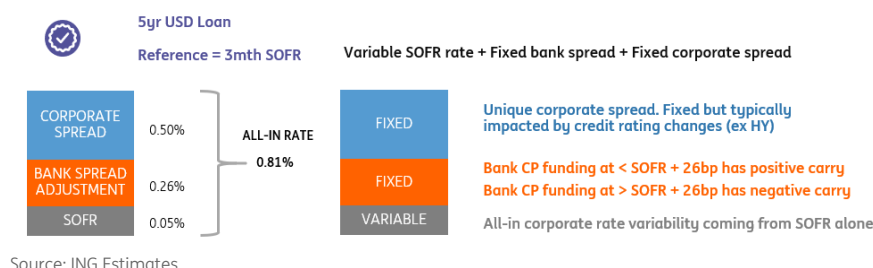 5yr USD Loan
Reference = 3mth SOFR
Variable SOFR rate + Fixed bank spread + Fixed corporate spread
CORPORATE
SPREAD
0.50%
BANK SPREAD
ADJUSTMENT
0.26%
SOFR
0.05%
ALL-IN RATE
0.81%
FIXED
FIXED
VARIABLE
Unique corporate spread. Fixed but typically
impacted by credit rating changes (ex HY)
Bank CP funding at < SOFR + 26bp has positive carry
Bank CP funding at > SOFR + 26bp has negative carry
All-in corporate rate variability coming from SOFR alone
Source: ING Estimates